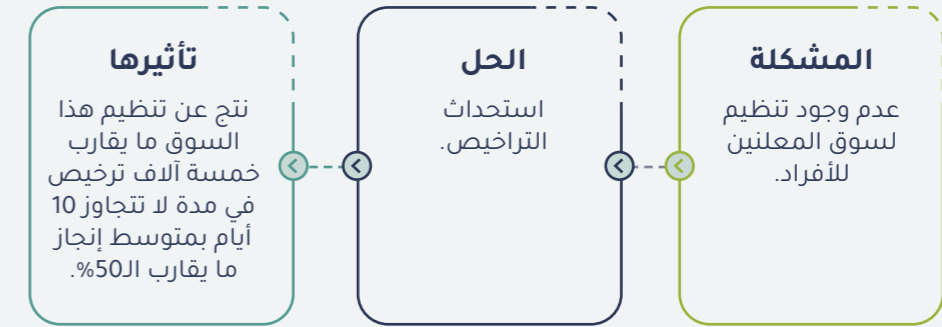 المشكلة
عدم وجود تنظيم
لسوق المعلنين
للأفراد.
الحل
استحداث
التراخيص.
تأثيرها
نتج عن تنظيم هذا
السوق ما يقارب
خمسة آلاف ترخيص
في مدة لا تتجاوز 10
أيام بمتوسط إنجاز
ما يقارب الـ50%.